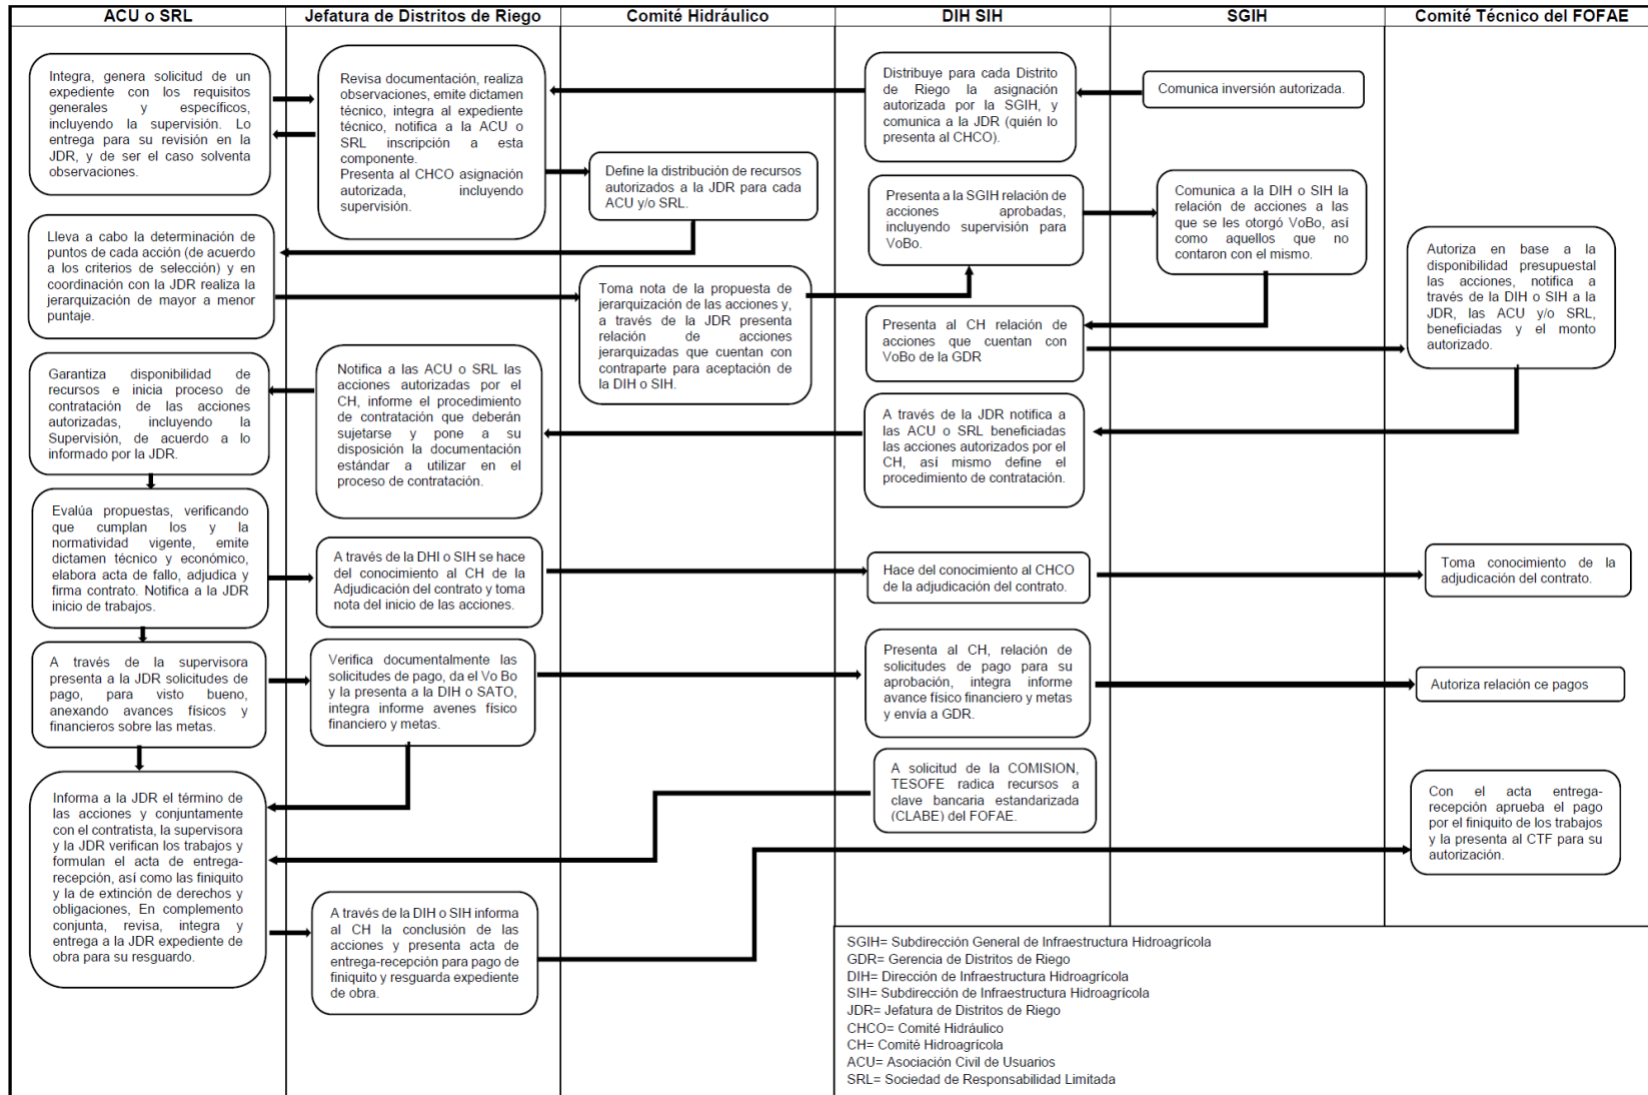 ACU o SRL
Jefatura de Distritos de Riego
Comité Hidráulico
DIH SIH
SGIH
Comité Técnico del FOFAE
Integra, genera solicitud de un
expediente con los requisitos
generales y específicos,
incluyendo la supervisión. Lo
entrega para su revisión en la
JDR, y de ser el caso solventa
observaciones.
Revisa documentación, realiza
observaciones, emite dictamen
técnico, integra al expediente
técnico, notifica a la ACU o
SRL inscripción a esta
componente.
Presenta al CHCO asignación
autorizada, incluyendo
supervisión.
Distribuye para cada Distrito
de Riego la asignación
autorizada por la SGIH, y
comunica a la JDR (quién lo
presenta al CHCO).
Comunica inversión autorizada.
Define la distribución de recursos
autorizados a la JDR para cada
ACU y/o SRL.
Presenta a la SGIH relación de
acciones aprobadas,
incluyendo supervisión para
VoBo.
Comunica a la DIH o SIH la
relación de acciones a las
que se les otorgó VoBo, así
como aquellos que no
contaron con el mismo.
Lleva a cabo la determinación de
puntos de cada acción (de acuerdo
a los criterios de selección) y en
coordinación con la JDR realiza la
jerarquización de mayor a menor
puntaje.
Toma nota de la propuesta de
jerarquización de las acciones y,
a través de la JDR presenta
relación de acciones
jerarquizadas que cuentan con
contraparte para aceptación de
la DIH o SIH.
Presenta al CH relación de
acciones que cuentan con
VoBo de la GDR
Autoriza en base a la
disponibilidad presupuestal
las acciones, notifica a
través de la DIH o SIH a la
JDR, las ACU y/o SRL,
beneficiadas y el monto
autorizado.
Garantiza disponibilidad de
recursos e inicia proceso de
contratación de las acciones
autorizadas, incluyendo la
Supervisión, de acuerdo a lo
informado por la JDR.
Notifica a las ACU o SRL las
acciones autorizadas por el
CH, informe el procedimiento
de contratación que deberán
sujetarse y pone a su
disposición la documentación
estándar a utilizar en el
proceso de contratación.
A través de la JDR notifica a
las ACU o SRL beneficiadas
las acciones autorizados por el
CH, así mismo define el
procedimiento de contratación.
Evalúa propuestas, verificando
que cumplan los y la
normatividad vigente, emite
dictamen técnico y económico,
elabora acta de fallo, adjudica y
firma contrato. Notifica a la JDR
inicio de trabajos.
A través de la DHI o SIH se hace
del conocimiento al CH de la
Adjudicación del contrato y toma
nota del inicio de las acciones.
Hace del conocimiento al CHCO
de la adjudicación del contrato.
Toma conocimiento de la
adjudicación del contrato.
A través de la supervisora
presenta a la JDR solicitudes de
pago, para visto bueno,
anexando avances físicos y
financieros sobre las metas.
Verifica documentalmente las
solicitudes de pago, da el Vo Bo
y la presenta a la DIH o SATO,
integra informe avenes físico
financiero y metas.
Presenta al CH, relación de
solicitudes de pago para su
aprobación, integra informe
avance físico financiero y metas
y envía a GDR.
Autoriza relación ce pagos
A solicitud de la COMISION,
TESOFE radica recursos a
clave bancaria estandarizada
(CLABE) del FOFAE.
Informa a la JDR el término de
las acciones y conjuntamente
con el contratista, la supervisora
y la JDR verifican los trabajos y
formulan el acta de entrega-
recepción, así como las finiquito
y la de extinción de derechos y
obligaciones, En complemento
conjunta, revisa, integra y
entrega a la JDR expediente de
obra para su resguardo.
Con el acta entrega-
recepción aprueba el pago
por el finiquito de los trabajos
y la presenta al CTF para su
autorización.
A través de la DIH o SIH informa
al CH la conclusión de las
acciones y presenta acta de
entrega-recepción para pago de
finiquito y resguarda expediente
de obra.
SGIH= Subdirección General de Infraestructura Hidroagrícola
GDR= Gerencia de Distritos de Riego
DIH= Dirección de Infraestructura Hidroagrícola
SIH= Subdirección de Infraestructura Hidroagrícola
JDR= Jefatura de Distritos de Riego
CHCO= Comité Hidráulico
CH= Comité Hidroagrícola
ACU= Asociación Civil de Usuarios
SRL= Sociedad de Responsabilidad Limitada